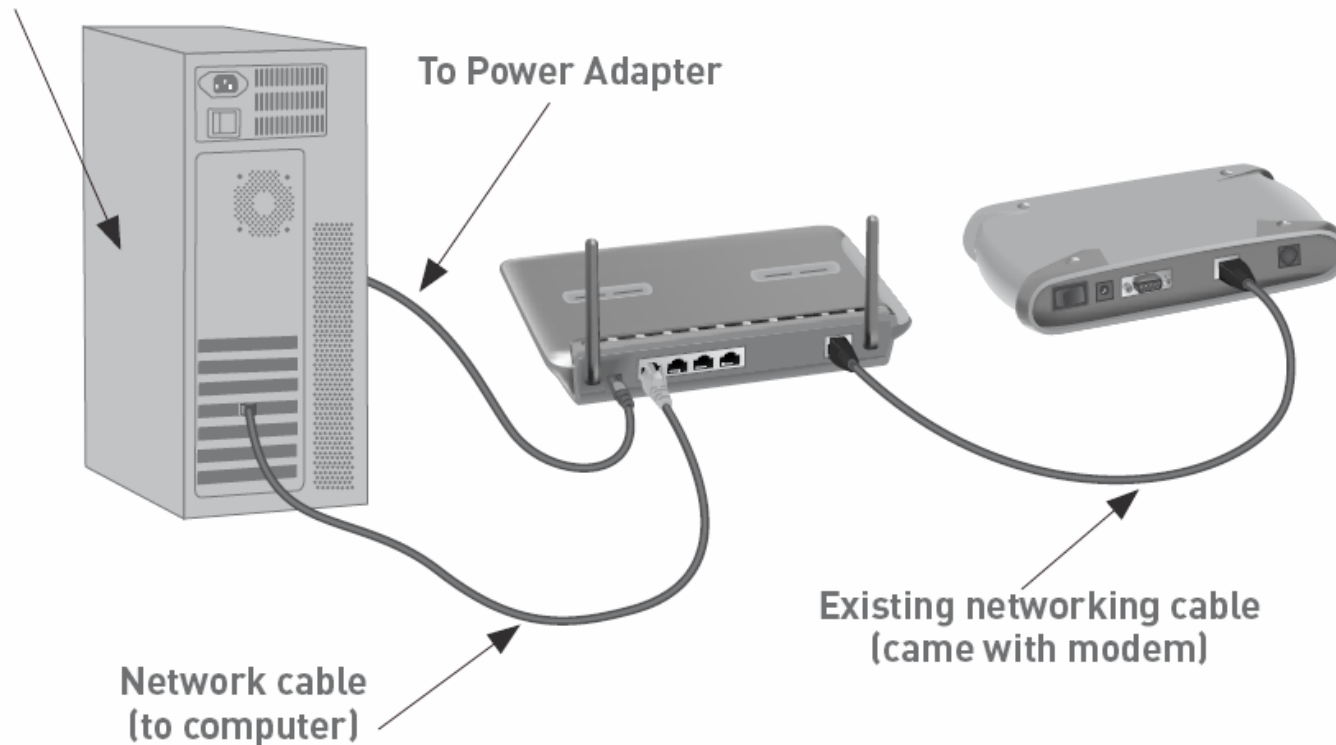 To Power Adapter
Existing networking cable
(came with modem)
Network cable
(to computer)